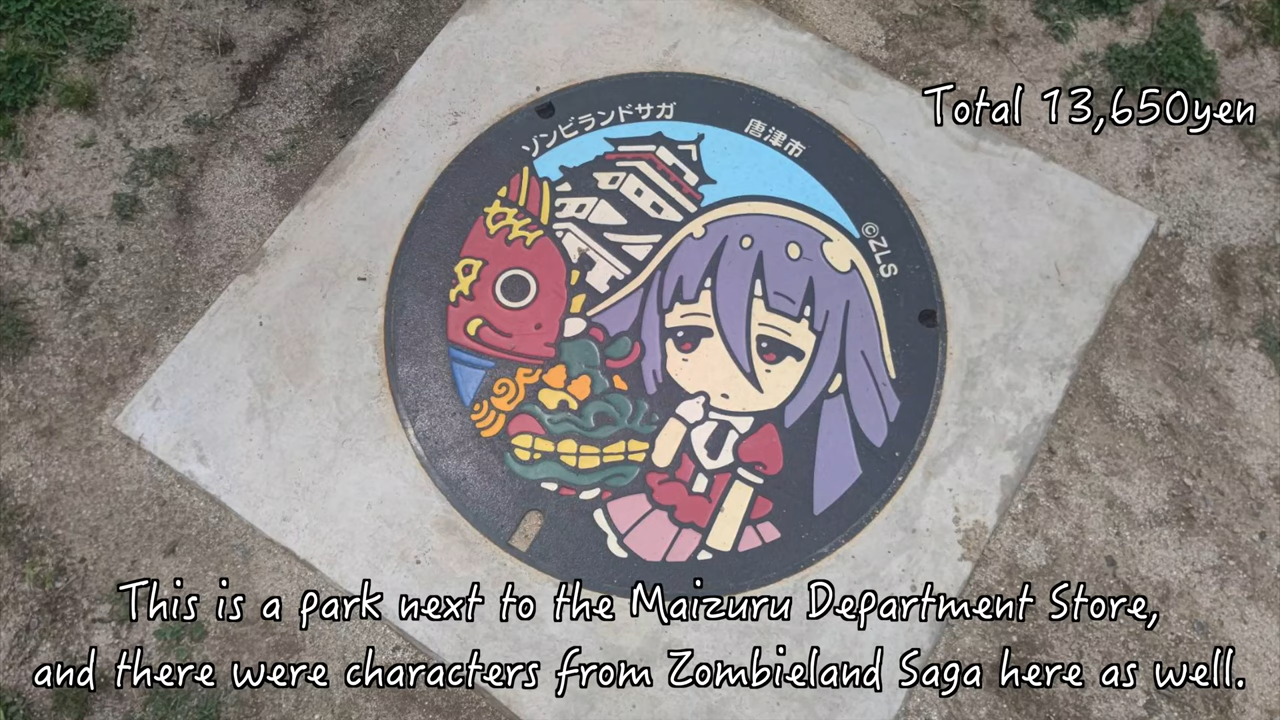 Total 13,650yen
ゾンビランドサガ
唐津市
©ZLS
This is a park next to the Maizuru Department Store,
and there were characters from Zombieland Saga here as well.